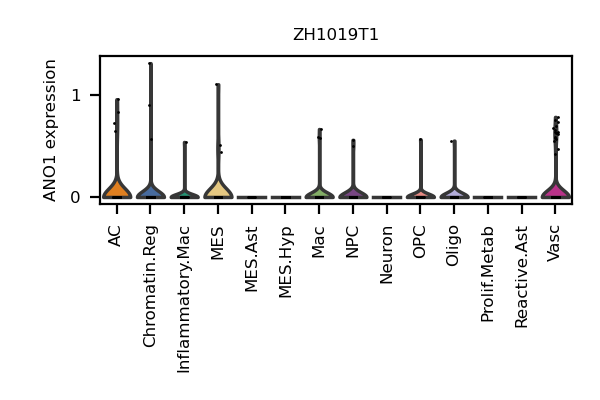 ZH1019T1
ANO1 expression
1
0
AC
Chromatin.Reg
Inflammatory.Mac
MES
MES.Ast
MES.Hyp
Mac
NPC
Neuron
OPC
Oligo
Prolif.Metab
Reactive.Ast
Vasc